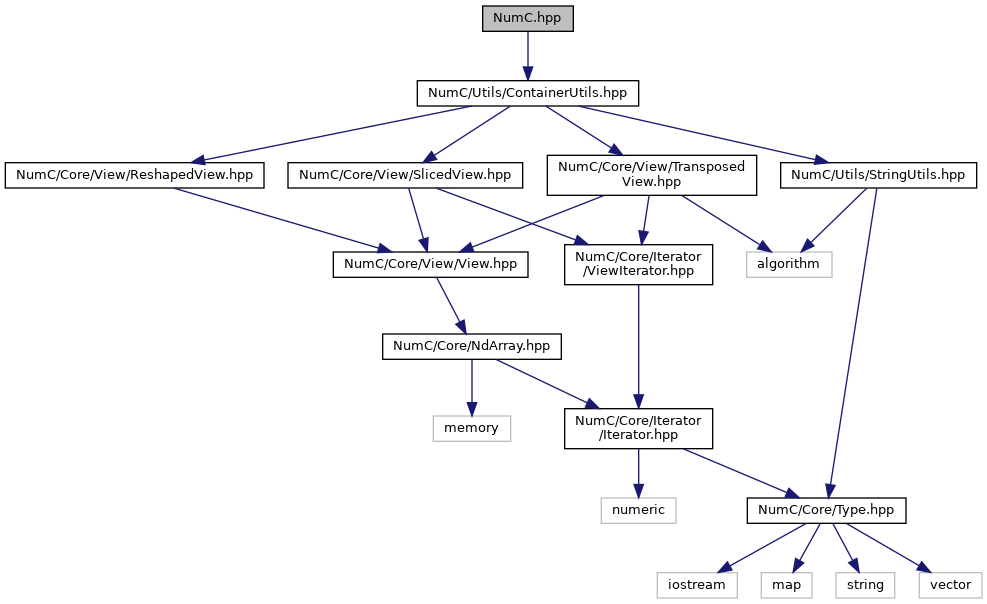 NumC.hpp
NumC/Utils/ContainerUtils.hpp
NumC/Core/View/ReshapedView.hpp
NumC/Core/View/SlicedView.hpp
NumC/Core/View/Transposed
View.hpp
NumC/Utils/StringUtils.hpp
NumC/Core/View/View.hpp
NumC/Core/Iterator
/ViewIterator.hpp
algorithm
NumC/Core/NdArray.hpp
memory
NumC/Core/Iterator
/Iterator.hpp
numeric
NumC/Core/Type.hpp
iostream
map
string
vector